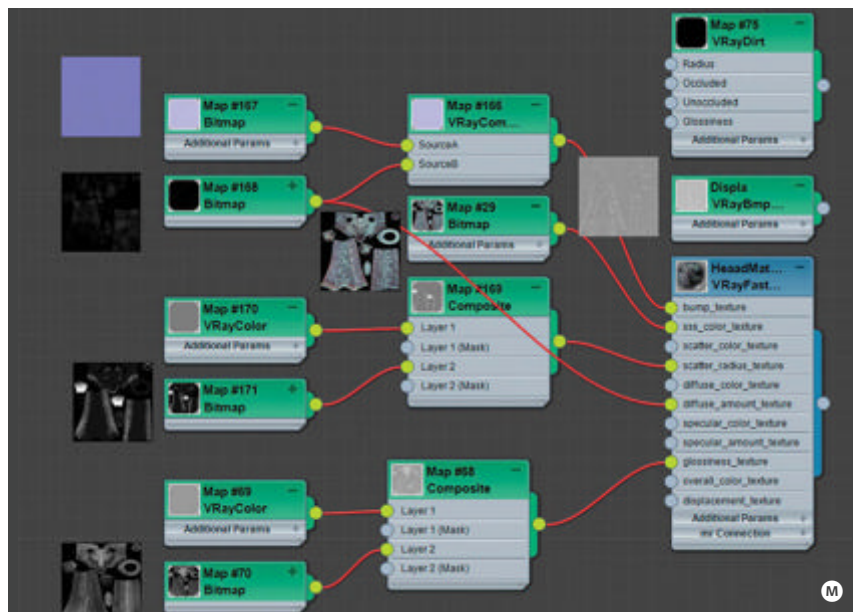 Map #75
VRayDirt
Radius
Occluded
Unoccluded
Glossiness
Additional Params
Map #167
Bitmap
Additional Params
Map #168
Bitmap
Map #166
VRayCom...
SourceA
SourceB
Map #29
Bitmap
Additional Params
Displa
VRayBmp...
Additional Params
HeaadMat...
VRayFast...
bump_texture
sss_color_texture
scatter_color_texture
scatter_radius_texture
diffuse_color_texture
diffuse_amount_texture
specular_color_texture
specular_amount_texture
glossiness_texture
overall_color_texture
displacement_texture
Additional Params
mr Connection
Map #170
VRayColor
Additional Params
Map #171
Bitmap
Map #169
Composite
Layer 1
Layer 1 (Mask)
Layer 2
Layer 2 (Mask)
Map #69
VRayColor
Additional Params
Map #70
Bitmap
Map #68
Composite
Layer 1
Layer 1 (Mask)
Layer 2
Layer 2 (Mask)
M